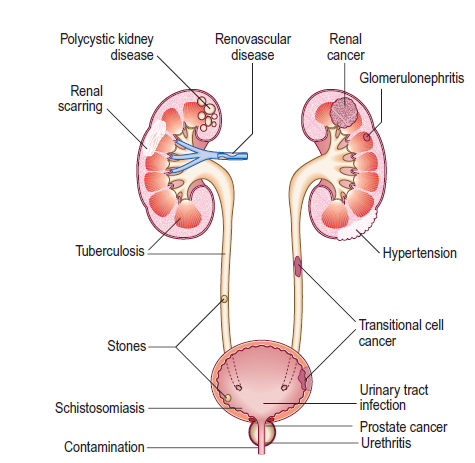 Polycystic kidney
disease
Renovascular
disease
Renal
cancer
Glomerulonephritis
Renal
scarring
Tuberculosis
Hypertension
Stones
Transitional cell
cancer
Schistosomiasis
Urinary tract
infection
Contamination
Prostate cancer
Urethritis